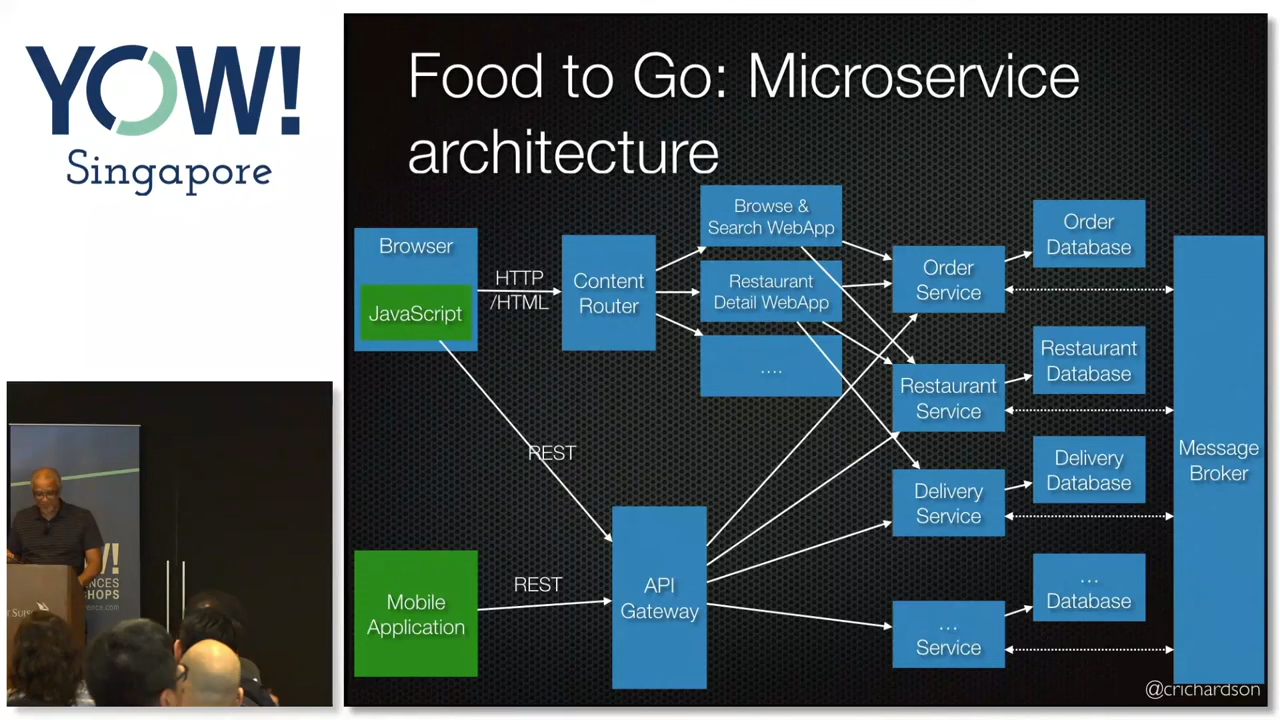 YOW!
Singapore
Food to Go: Microservice
architecture
Browser
JavaScript
HTTP
/HTML
Content
Router
Browse &
Search WebApp
Restaurant
Detail WebApp
....
Order
Service
Order
Database
Restaurant
Service
Restaurant
Database
Delivery
Service
Delivery
Database
...
Service
...
Database
Message
Broker
REST
REST
Mobile
Application
API
Gateway
@crichardson